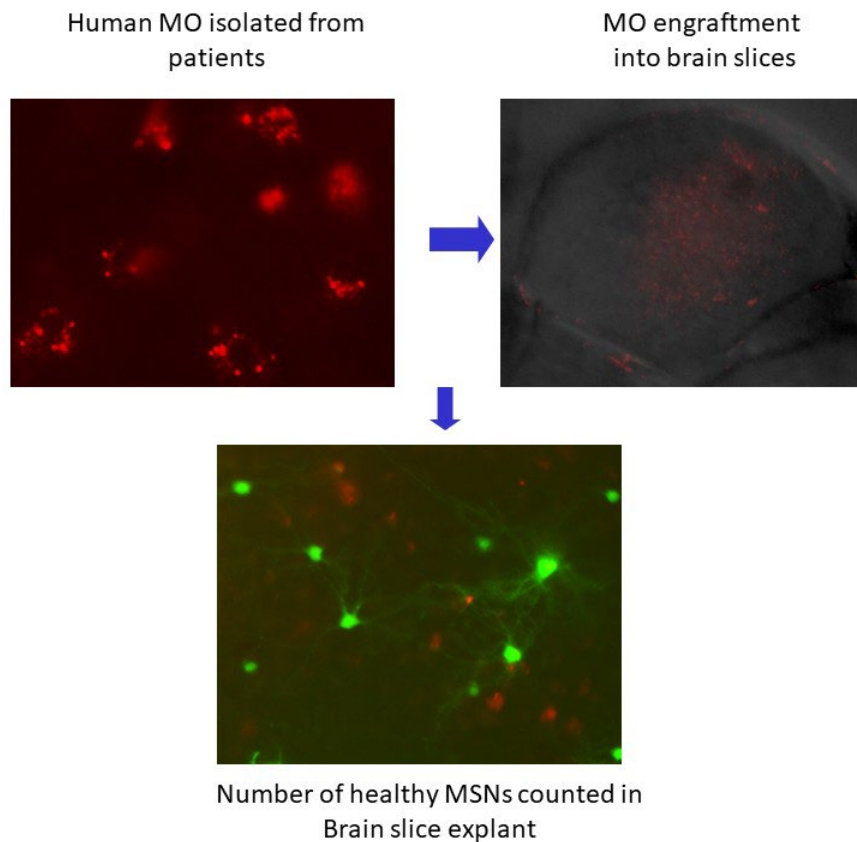 Human MO isolated from
patients
MO engraftment
into brain slices
Number of healthy MSNs counted in
Brain slice explant